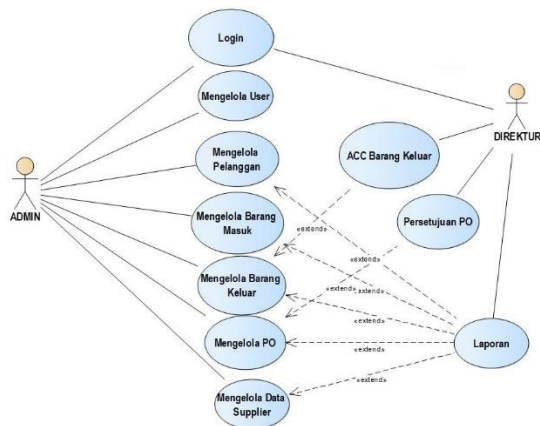 Login
Mengelola User
DIREKTUR
ACC Barang Keluar
Mengelola
Pelanggan
ADMIN
Persetujuan PO
Mengelola Barang
Masuk
«extend»
«extend»
«extend»
Mengelola Barang
Keluar
«extend»
«extend»
Mengelola PO
Laporan
«extend»
«extend»
Mengelola Data
Supplier